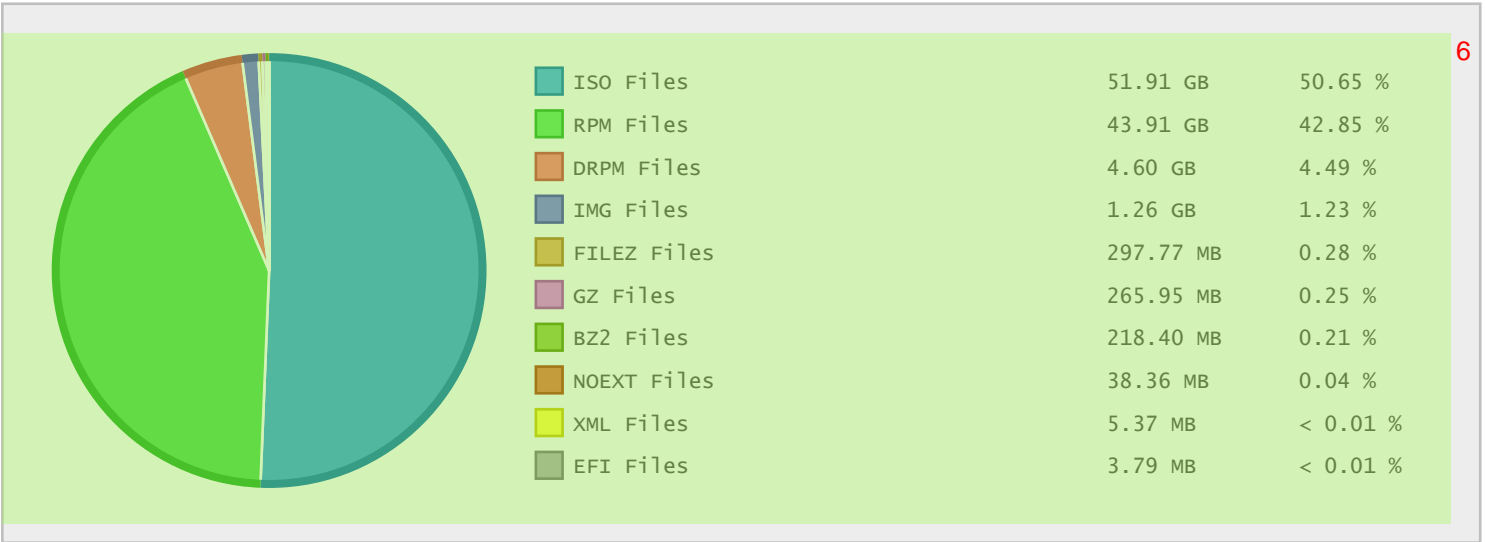 6
ISO Files 51.91 GB 50.65 %
RPM Files 43.91 GB 42.85 %
DRPM Files 4.60 GB 4.49 %
IMG Files 1.26 GB 1.23 %
FILEZ Files 297.77 MB 0.28 %
GZ Files 265.95 MB 0.25 %
BZ2 Files 218.40 MB 0.21 %
NOEXT Files 38.36 MB 0.04 %
XML Files 5.37 MB < 0.01 %
EFI Files 3.79 MB < 0.01 %